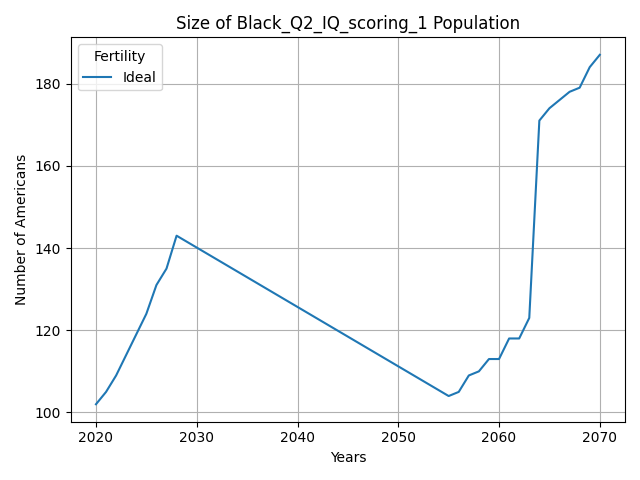 Size of Black_Q2_IQ_scoring_1 Population
Fertility
Ideal
Number of Americans
180
160
140
120
100
2020 2030 2040 2050 2060 2070
Years